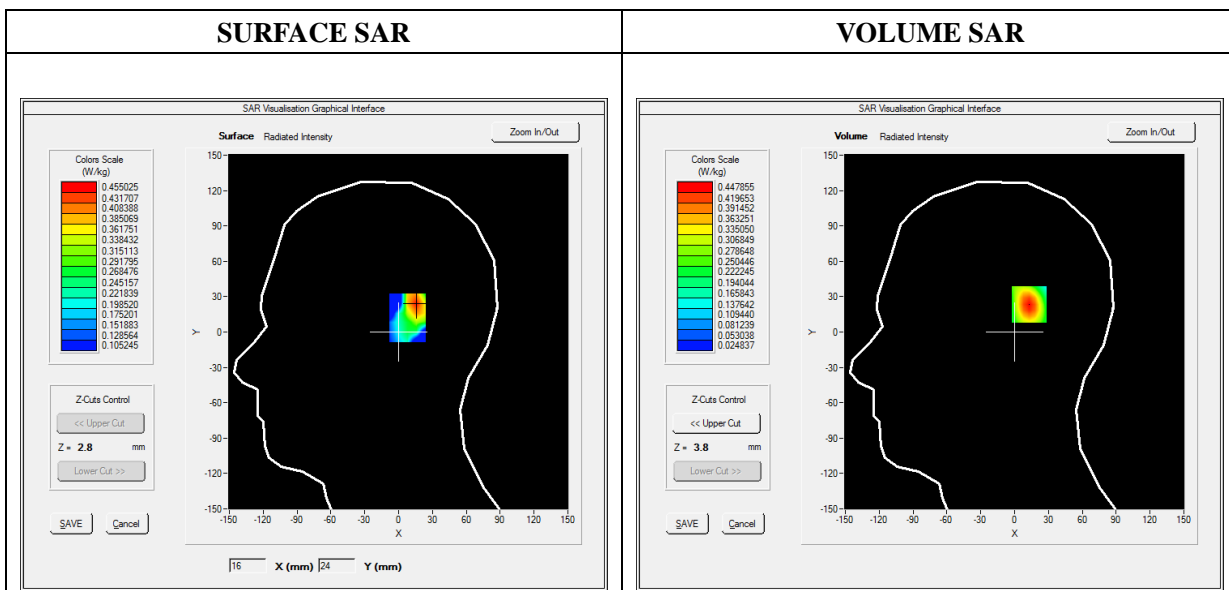 SURFACE SAR
VOLUME SAR
SAR Visualisation Graphical Interface
Surface Radiated Intensity
Zoom In/Out
Colors Scale
(W/kg)
0.455025
0.431707
0.408388
0.385069
0.361751
0.338432
0.315113
0.291795
0.268476
0.245157
0.221839
0.198520
0.175201
0.151883
0.128564
0.105245
Z-Cuts Control
<< Upper Cut
Z = 2.8 mm
Lower Cut >>
SAVE Cancel
150
120
90
60
30
0
-30
-60
-90
-120
-150
Y
-150 -120 -90 -60 -30 0 30 60 90 120 150
X
16 X (mm) 24 Y (mm)
SAR Visualisation Graphical Interface
Volume Radiated Intensity
Zoom In/Out
Colors Scale
(W/kg)
0.447855
0.419653
0.391452
0.363251
0.335050
0.306849
0.278648
0.250446
0.222245
0.194044
0.165843
0.137642
0.109440
0.081239
0.053038
0.024837
Z-Cuts Control
<< Upper Cut
Z = 3.8 mm
Lower Cut >>
SAVE Cancel
150
120
90
60
30
0
-30
-60
-90
-120
-150
Y
-150 -120 -90 -60 -30 0 30 60 90 120 150
X